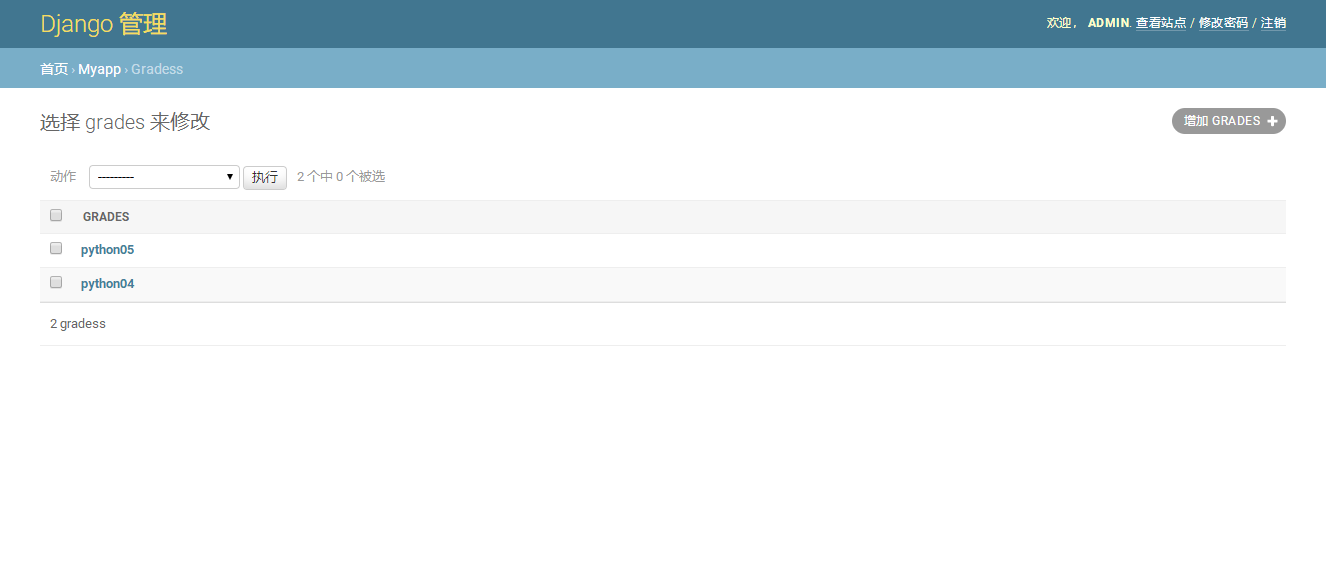 Django 管理
欢迎， ADMIN. 查看站点 / 修改密码 / 注销
首页 › Myapp › Gradess
选择 grades 来修改
增加 GRADES +
动作 --------- 执行 2 个中 0 个被选
GRADES
python05
python04
2 gradess